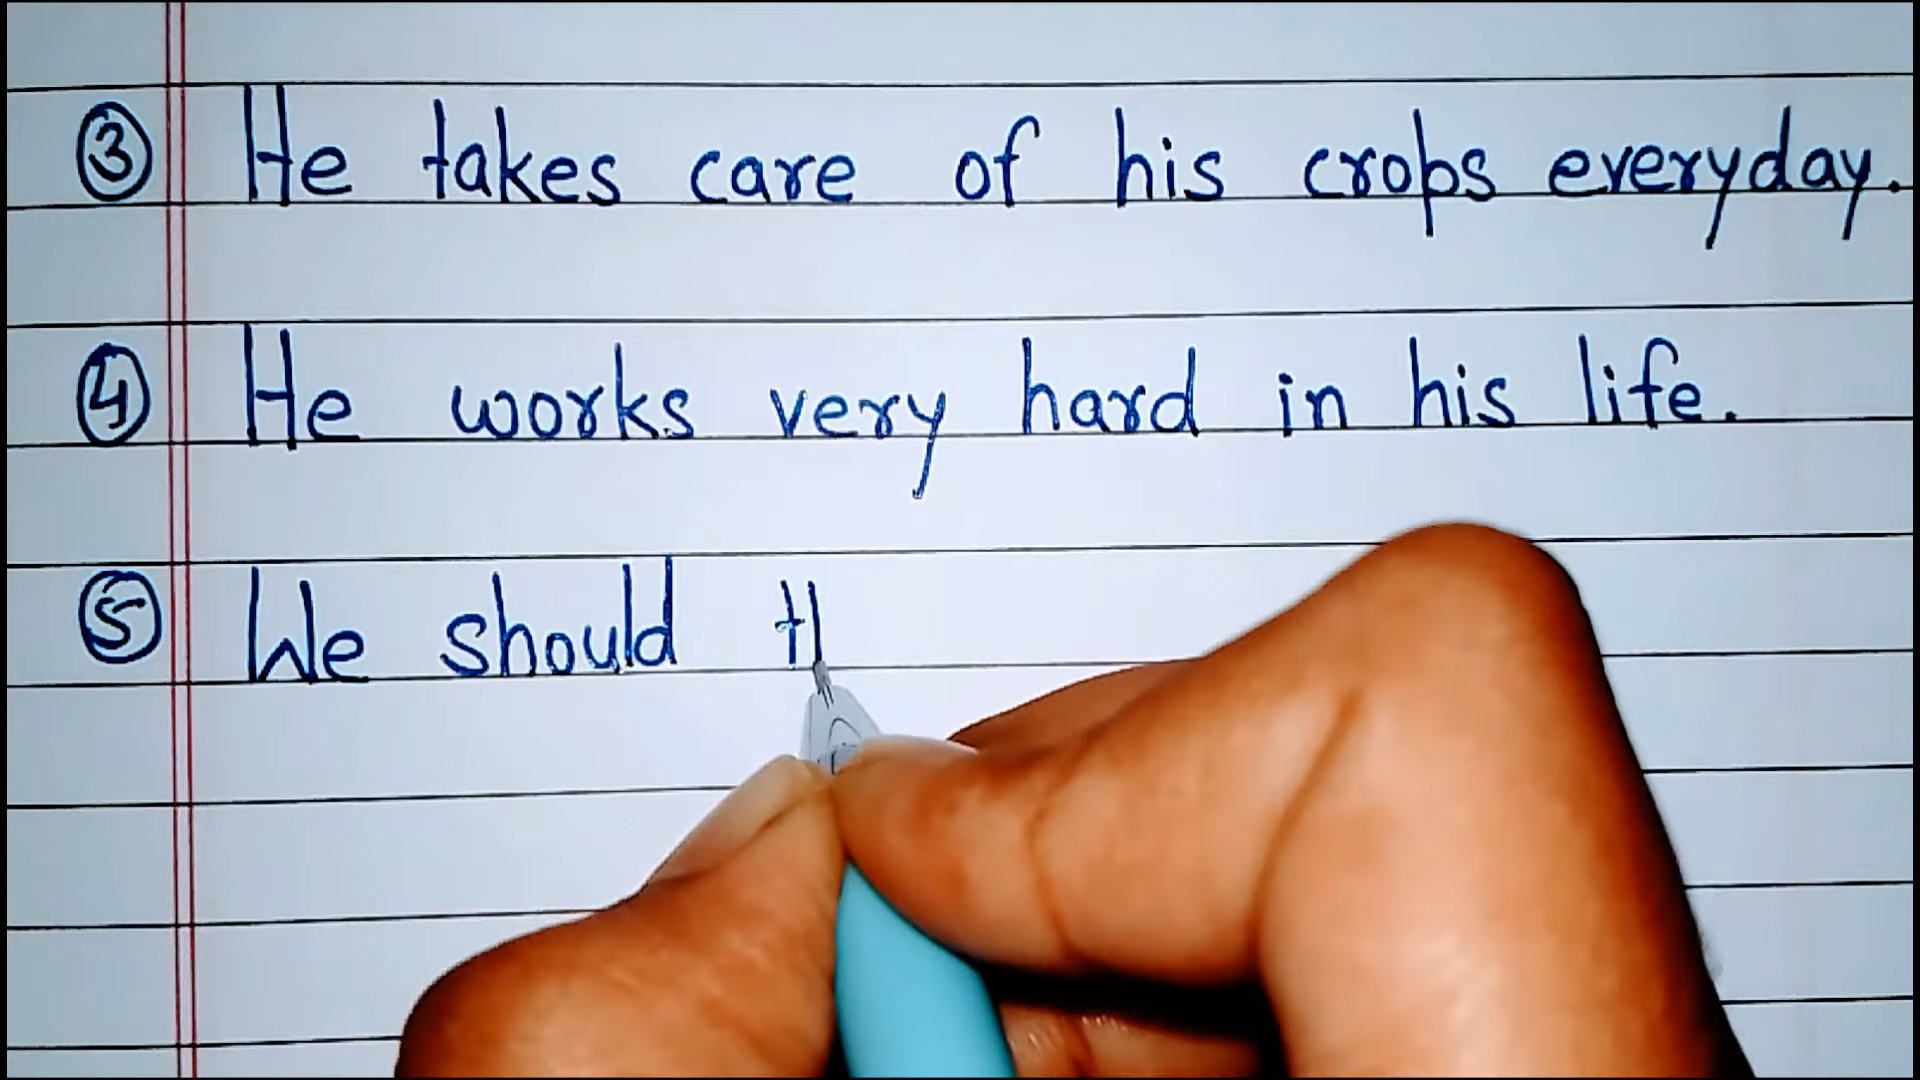 ③ He takes care of his crops everyday.
④ He works very hard in his life.
⑤ We should th